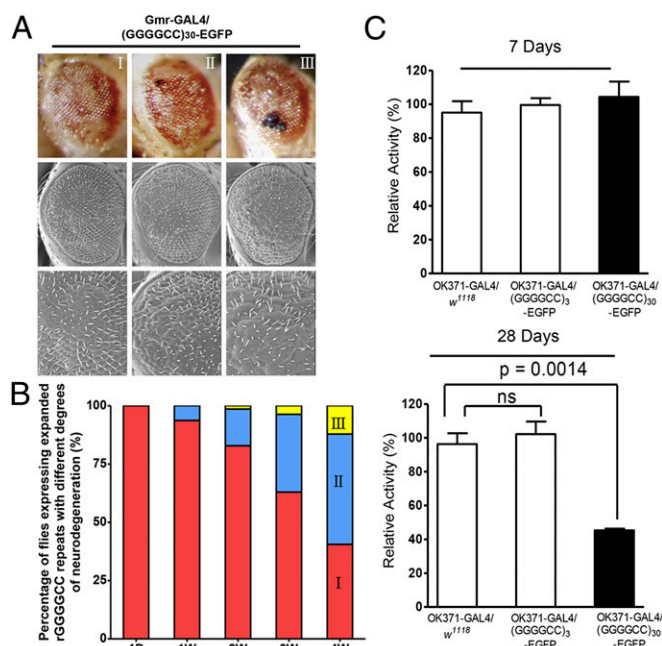 A
Gmr-GAL4/
(GGGGCC)30-EGFP
I
II
III
B
Percentage of flies expressing expanded
rGGGGCC repeats with different degrees
of neurodegeneration (%)
100
75
50
25
0
III
II
I
C
7 Days
Relative Activity (%)
120
100
80
60
40
20
0
OK371-GAL4/
w1118
OK371-GAL4/
(GGGGCC)3
-EGFP
OK371-GAL4/
(GGGGCC)30
-EGFP
28 Days
p = 0.0014
ns
Relative Activity (%)
120
100
80
60
40
20
0
OK371-GAL4/
w1118
OK371-GAL4/
(GGGGCC)3
-EGFP
OK371-GAL4/
(GGGGCC)30
-EGFP